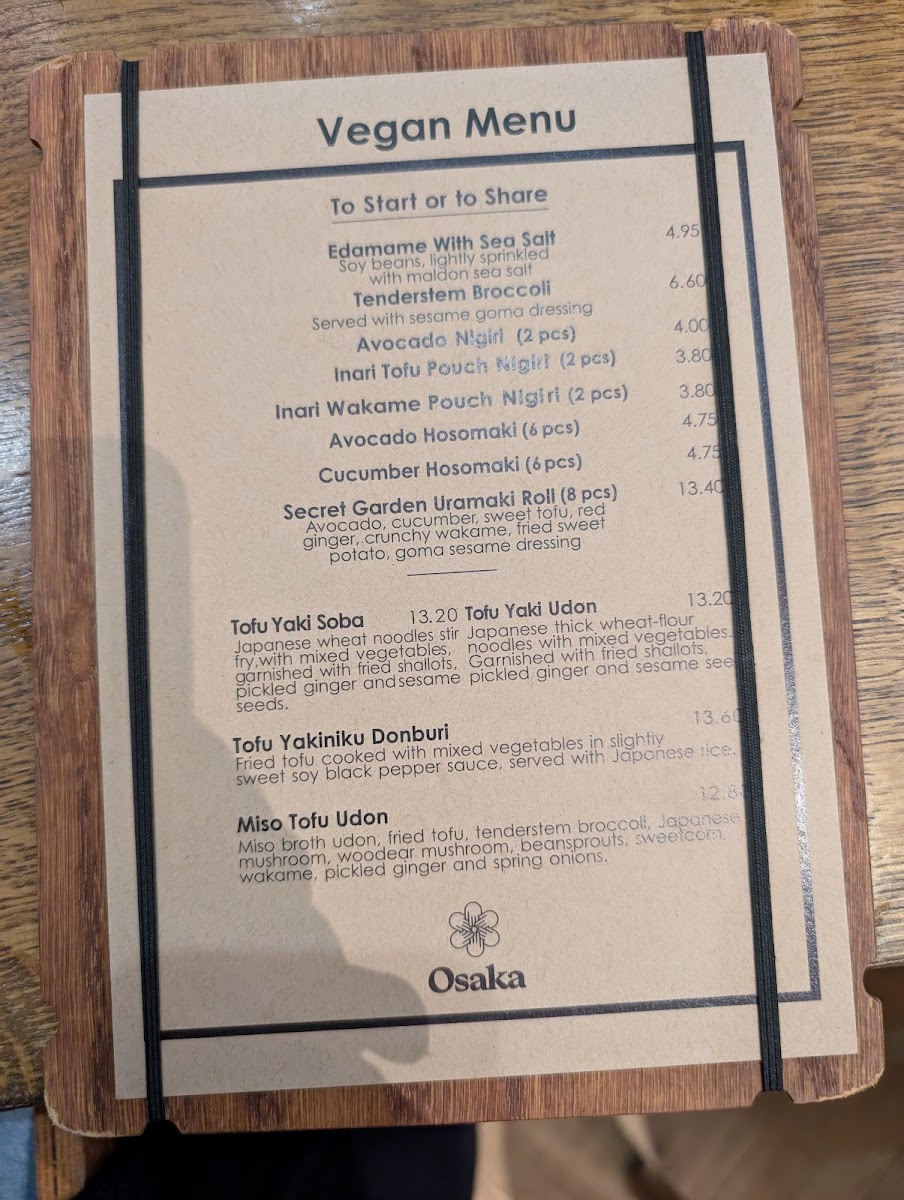 Vegan Menu
To Start or to Share
Edamame With Sea Salt 4.95
Soy beans, lightly sprinkled
with maldon sea salt
Tenderstem Broccoli 6.60
Served with sesame goma dressing
Avocado Nigiri (2 pcs) 4.00
Inari Tofu Pouch Nigiri (2 pcs) 3.80
Inari Wakame Pouch Nigiri (2 pcs) 3.80
Avocado Hosomaki (6 pcs) 4.75
Cucumber Hosomaki (6 pcs) 4.75
Secret Garden Uramaki Roll (8 pcs) 13.40
Avocado, cucumber, sweet tofu, red
ginger, crunchy wakame, fried sweet
potato, goma sesame dressing
Tofu Yaki Soba 13.20
Japanese wheat noodles stir
fry,with mixed vegetables,
garnished with fried shallots,
pickled ginger and sesame
seeds.
Tofu Yaki Udon 13.20
Japanese thick wheat-flour
noodles with mixed vegetables.
Garnished with fried shallots,
pickled ginger and sesame see
Tofu Yakiniku Donburi 13.60
Fried tofu cooked with mixed vegetables in slightly
sweet soy black pepper sauce, served with Japanese rice.
Miso Tofu Udon 12.8
Miso broth udon, fried tofu, tenderstem broccoli, Japanese
mushroom, woodear mushroom, beansprouts, sweetcorn,
wakame, pickled ginger and spring onions.
Osaka